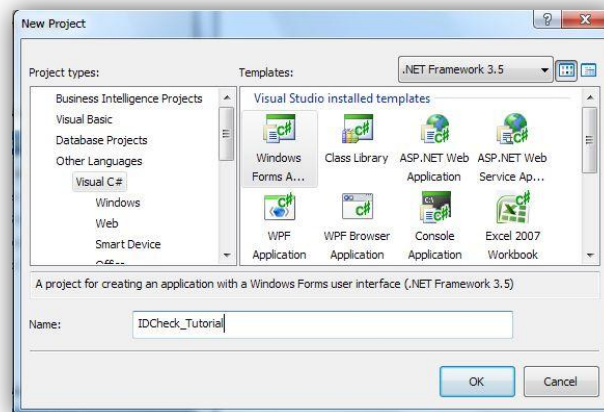 New Project
Project types:
Templates:
.NET Framework 3.5
Business Intelligence Projects
Visual Basic
Database Projects
Other Languages
Visual C#
Windows
Web
Smart Device
Office
Visual Studio installed templates
Windows Forms A...
Class Library
ASP.NET Web Application
ASP.NET Web Service Ap...
WPF Application
WPF Browser Application
Console Application
Excel 2007 Workbook
A project for creating an application with a Windows Forms user interface (.NET Framework 3.5)
Name:
IDCheck_Tutorial
OK
Cancel